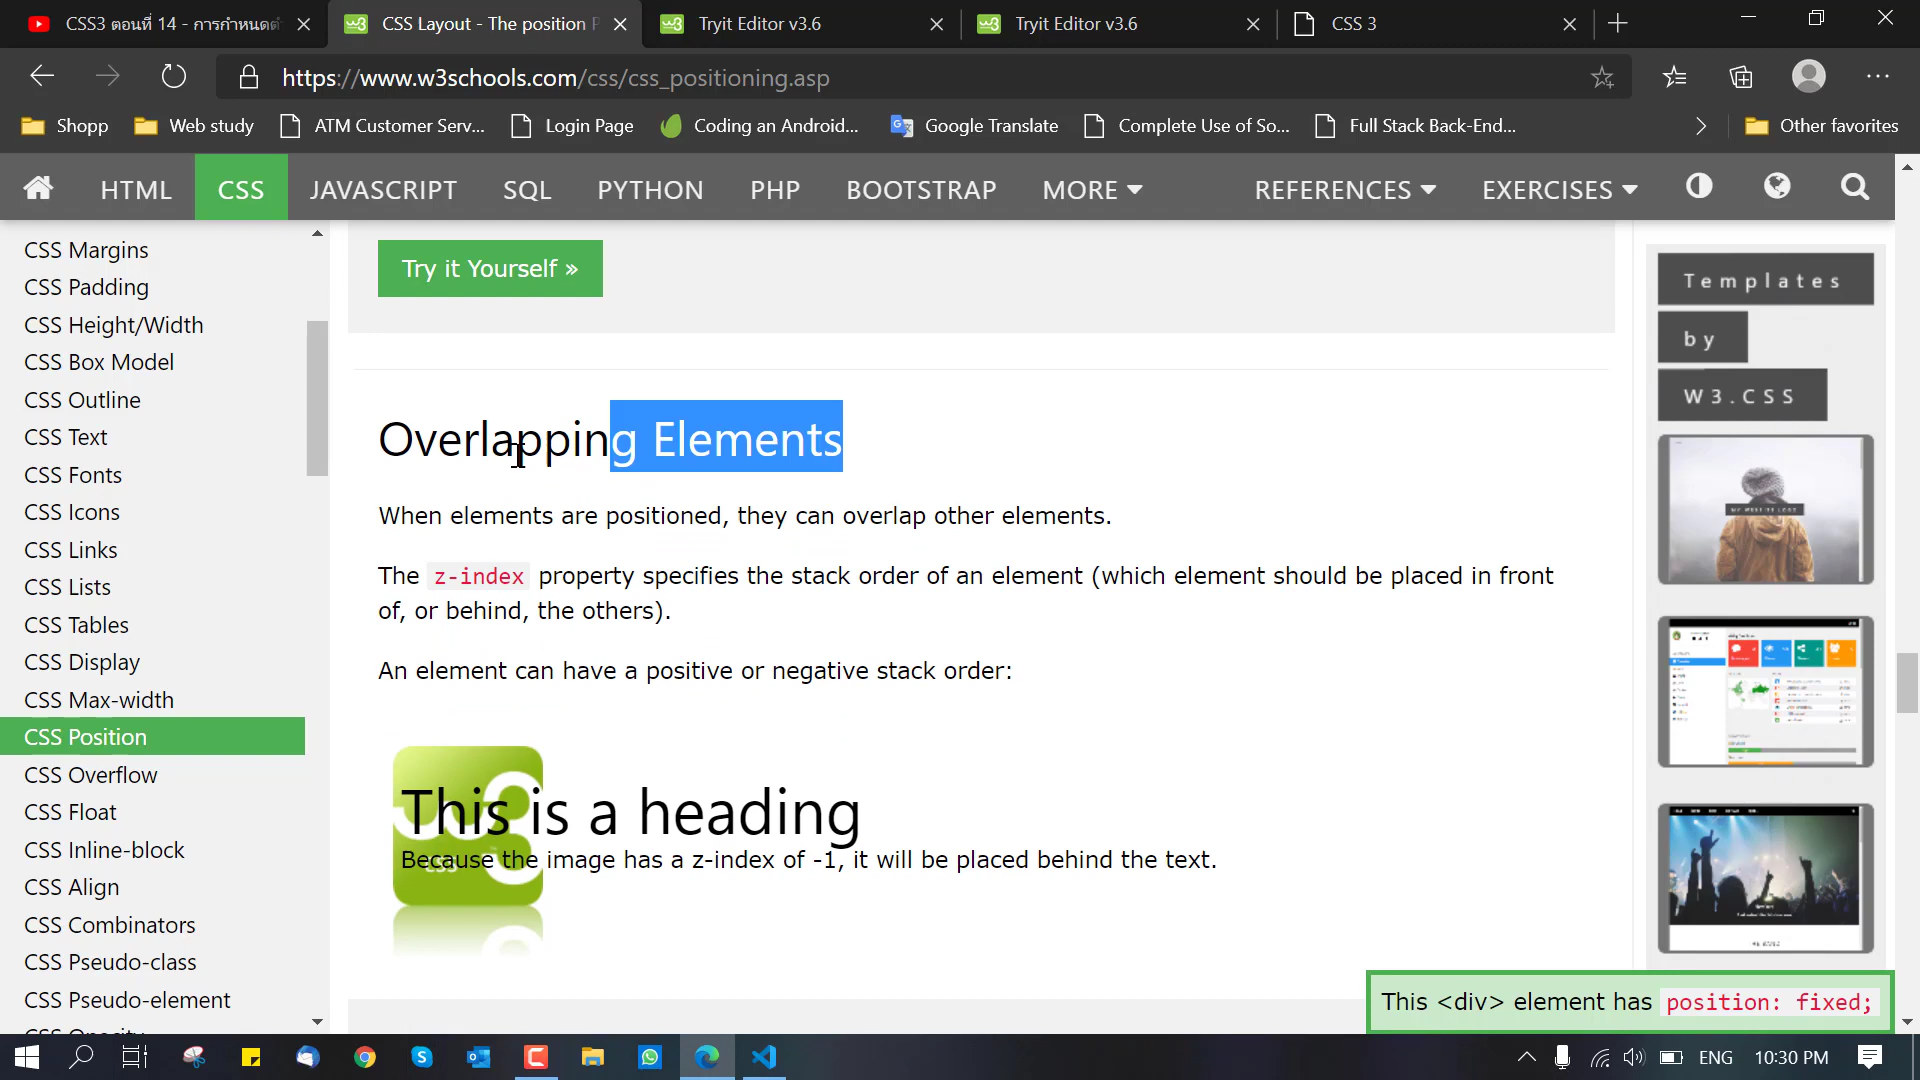 CSS3 ตอนที่ 14 - การกำหนดตำ
CSS Layout - The position P
Tryit Editor v3.6
Tryit Editor v3.6
CSS 3
https://www.w3schools.com/css/css_positioning.asp
Shopp
Web study
ATM Customer Serv...
Login Page
Coding an Android...
Google Translate
Complete Use of So...
Full Stack Back-End...
Other favorites
HTML
CSS
JAVASCRIPT
SQL
PYTHON
PHP
BOOTSTRAP
MORE
REFERENCES
EXERCISES
CSS Margins
CSS Padding
CSS Height/Width
CSS Box Model
CSS Outline
CSS Text
CSS Fonts
CSS Icons
CSS Links
CSS Lists
CSS Tables
CSS Display
CSS Max-width
CSS Position
CSS Overflow
CSS Float
CSS Inline-block
CSS Align
CSS Combinators
CSS Pseudo-class
CSS Pseudo-element
CSS Opacity
Try it Yourself »
Overlapping Elements
When elements are positioned, they can overlap other elements.
The z-index property specifies the stack order of an element (which element should be placed in front
of, or behind, the others).
An element can have a positive or negative stack order:
This is a heading
Because the image has a z-index of -1, it will be placed behind the text.
CSS
Templates
by
W3.CSS
MY WEBSITE LOGO
This <div> element has position: fixed;
ENG
10:30 PM